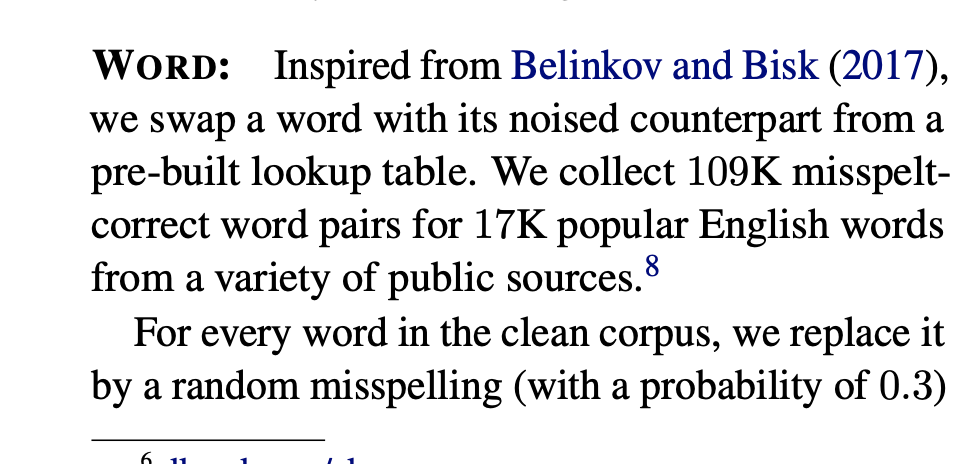 WORD: Inspired from Belinkov and Bisk (2017),
we swap a word with its noised counterpart from a
pre-built lookup table. We collect 109K misspelt-
correct word pairs for 17K popular English words
from a variety of public sources.8
For every word in the clean corpus, we replace it
by a random misspelling (with a probability of 0.3)
6